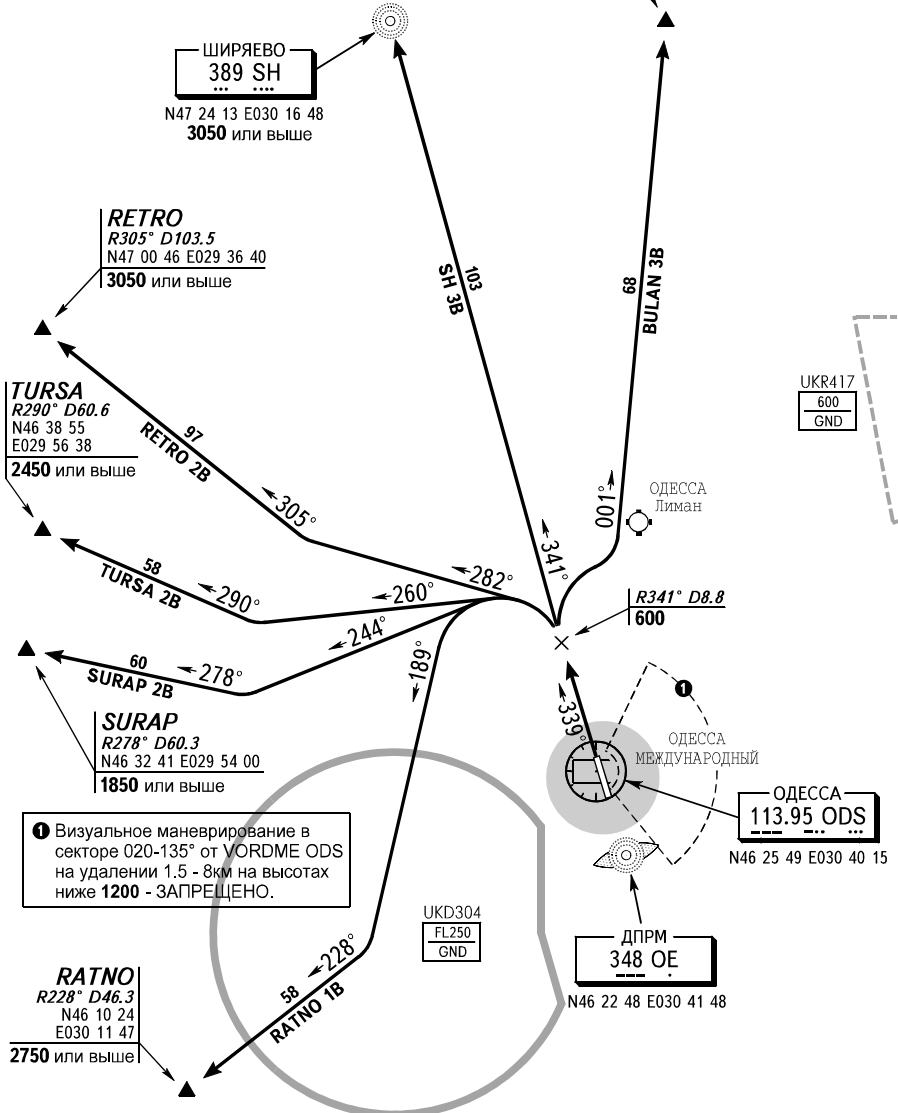 ШИРЯЕВО
389 SH
N47 24 13 E030 16 48
3050 или выше
RETRO
R305° D103.5
N47 00 46 E029 36 40
3050 или выше
103
SH 3B
68
BULAN 3B
UKR417
600
GND
TURSA
R290° D60.6
N46 38 55
E029 56 38
2450 или выше
97
RETRO 2B
305°
ОДЕССА
Лиман
001°
341°
58
TURSA 2B
290°
260°
282°
R341° D8.8
600
244°
189°
60
SURAP 2B
278°
339°
SURAP
R278° D60.3
N46 32 41 E029 54 00
1850 или выше
1
ОДЕССА
МЕЖДУНАРОДНЫЙ
ОДЕССА
113.95 ODS
N46 25 49 E030 40 15
1 Визуальное маневрирование в
секторе 020-135° от VORDME ODS
на удалении 1.5 - 8км на высотах
ниже 1200 - ЗАПРЕЩЕНО.
UKD304
FL250
GND
ДПРМ
348 OE
N46 22 48 E030 41 48
228°
58
RATNO 1B
RATNO
R228° D46.3
N46 10 24
E030 11 47
2750 или выше